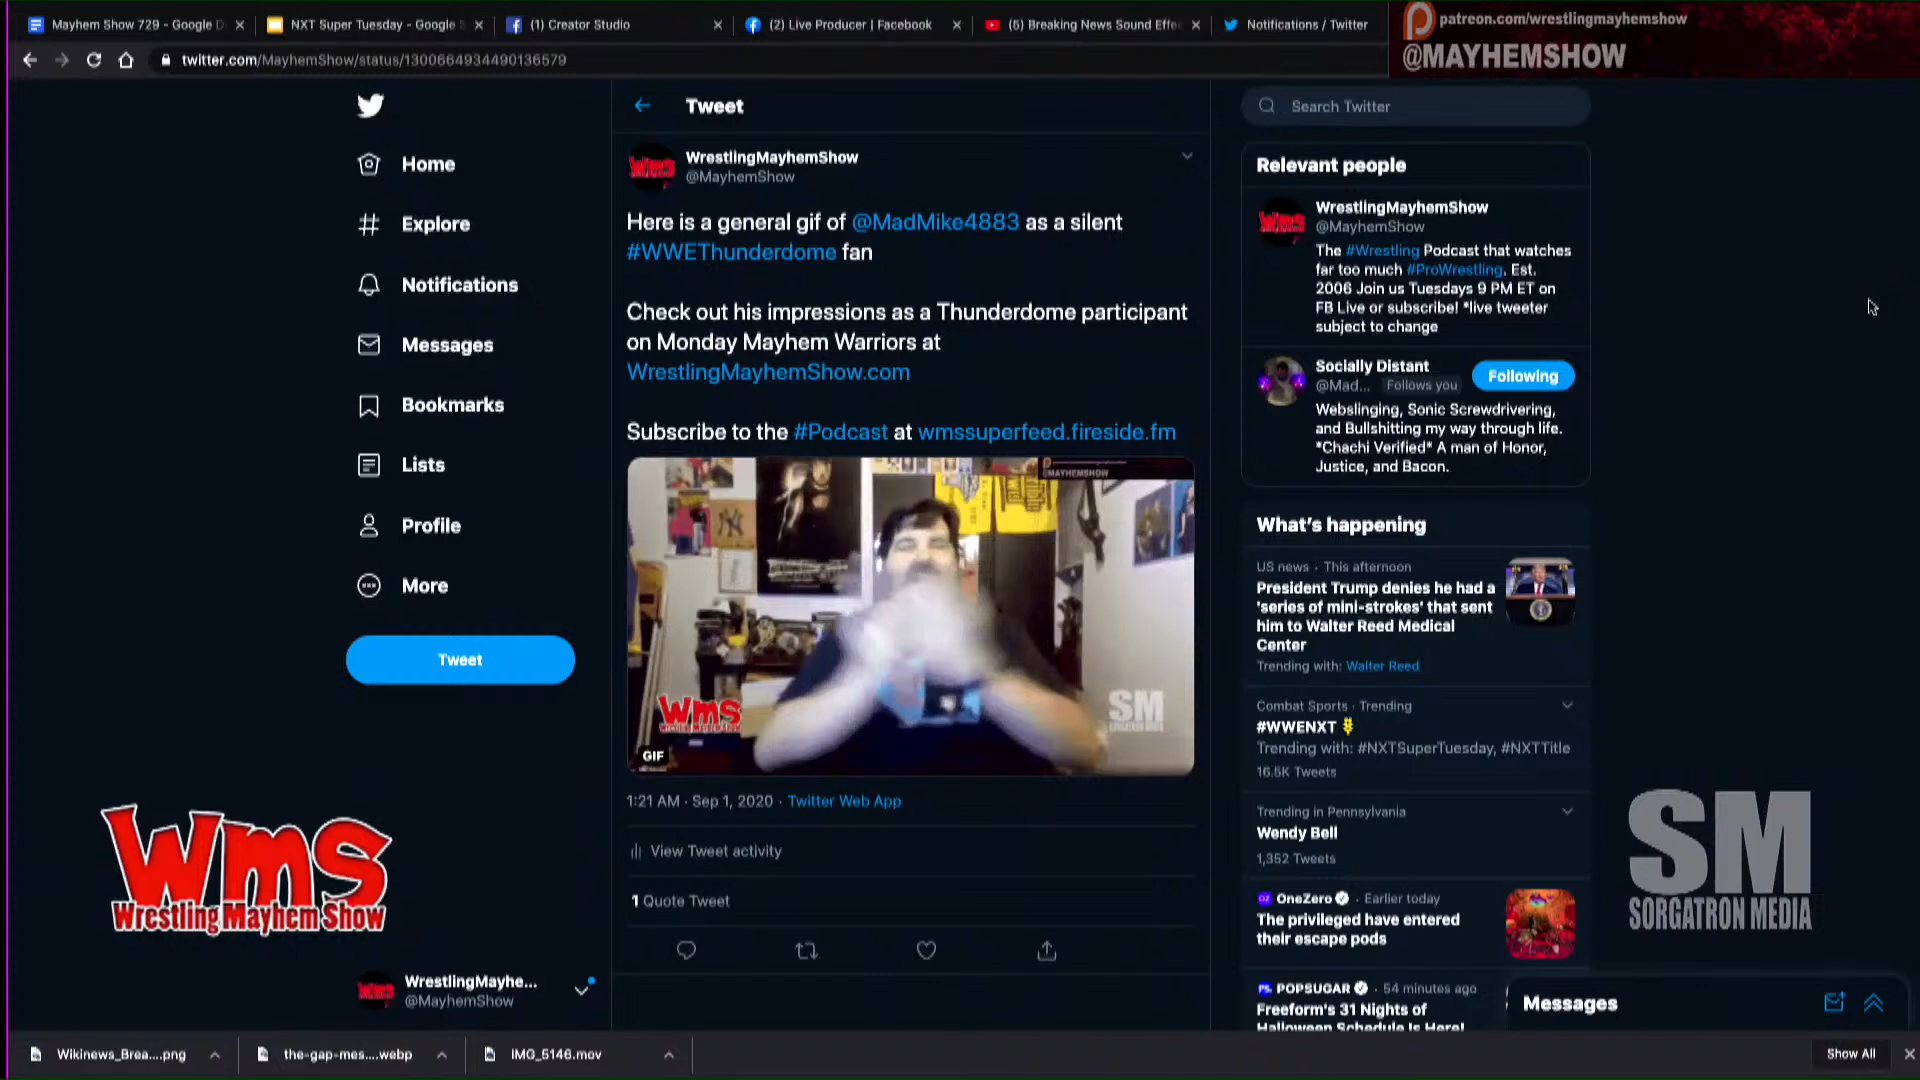 Mayhem Show 729 - Google D
NXT Super Tuesday - Google S
(1) Creator Studio
(2) Live Producer | Facebook
(5) Breaking News Sound Effe
Notifications / Twitter
patreon.com/wrestlingmayhemshow
@MAYHEMSHOW
twitter.com/MayhemShow/status/1300664934490136579
Home
Explore
Notifications
Messages
Bookmarks
Lists
Profile
More
Tweet
WrestlingMayhe...
@MayhemShow
Tweet
WrestlingMayhemShow
@MayhemShow
Here is a general gif of @MadMike4883 as a silent
#WWEThunderdome fan
Check out his impressions as a Thunderdome participant
on Monday Mayhem Warriors at
WrestlingMayhemShow.com
Subscribe to the #Podcast at wmssuperfeed.fireside.fm
@MAYHEMSHOW
WMS
Wrestling Mayhem Show
SM
SORGATRON MEDIA
GIF
1:21 AM · Sep 1, 2020 · Twitter Web App
View Tweet activity
1 Quote Tweet
Search Twitter
Relevant people
WrestlingMayhemShow
@MayhemShow
The #Wrestling Podcast that watches
far too much #ProWrestling. Est.
2006 Join us Tuesdays 9 PM ET on
FB Live or subscribe! *live tweeter
subject to change
Socially Distant
@Mad... Follows you
Following
Webslinging, Sonic Screwdrivering,
and Bullshitting my way through life.
*Chachi Verified* A man of Honor,
Justice, and Bacon.
What's happening
US news · This afternoon
President Trump denies he had a
'series of mini-strokes' that sent
him to Walter Reed Medical
Center
Trending with: Walter Reed
Combat Sports · Trending
#WWENXT
Trending with: #NXTSuperTuesday, #NXTTitle
16.5K Tweets
Trending in Pennsylvania
Wendy Bell
1,352 Tweets
OneZero · Earlier today
The privileged have entered
their escape pods
POPSUGAR · 54 minutes ago
Freeform's 31 Nights of
Halloween Schedule Is Here!
Messages
WMS
Wrestling Mayhem Show
SM
SORGATRON MEDIA
Wikinews_Brea....png
the-gap-mes....webp
IMG_5146.mov
Show All